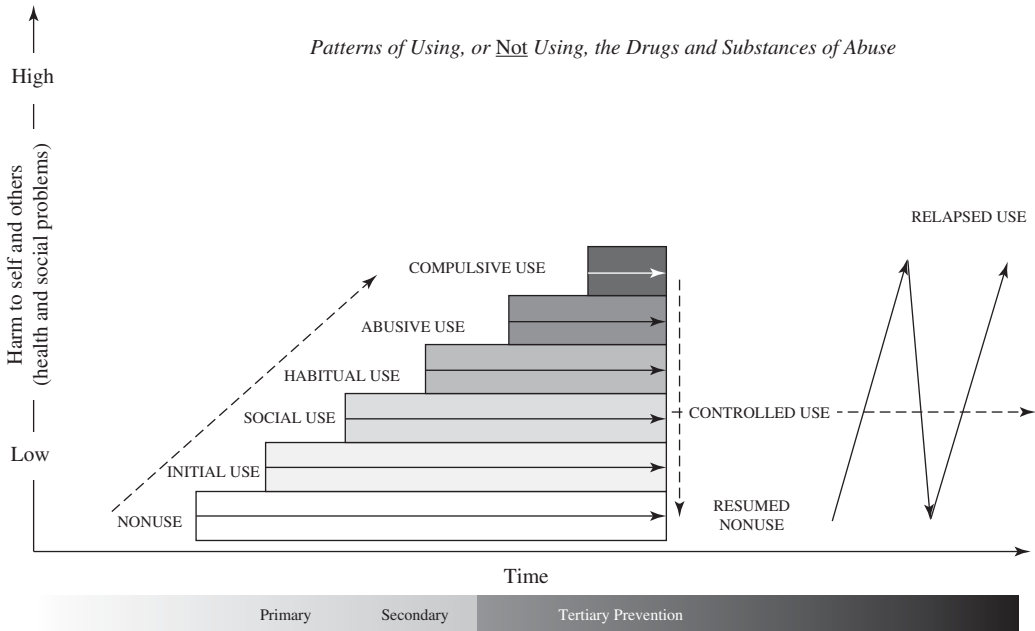 Patterns of Using, or Not Using, the Drugs and Substances of Abuse
High
Harm to self and others
(health and social problems)
Low
RELAPSED USE
COMPULSIVE USE
ABUSIVE USE
HABITUAL USE
SOCIAL USE
CONTROLLED USE
INITIAL USE
NONUSE
RESUMED
NONUSE
Time
Primary Secondary Tertiary Prevention